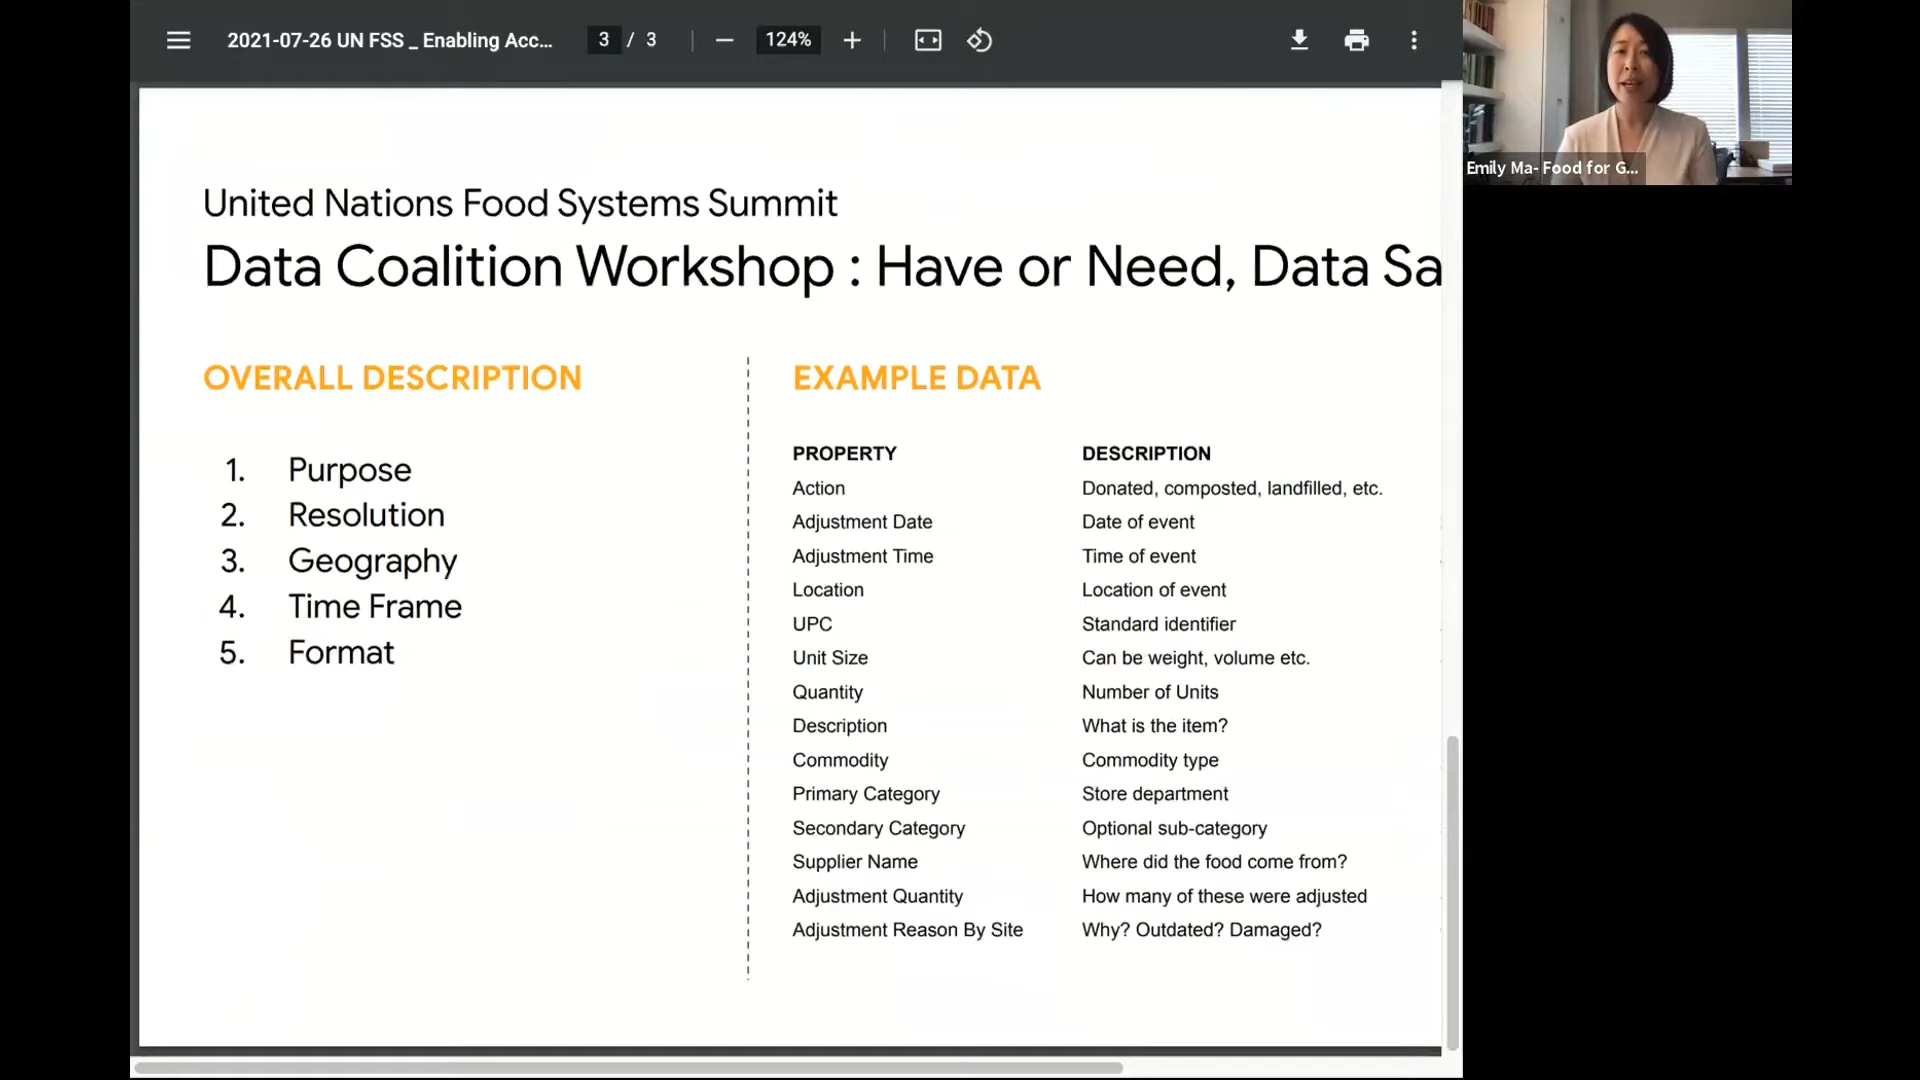 2021-07-26 UN FSS _ Enabling Acc...
3 / 3
124%
Emily Ma- Food for G...
United Nations Food Systems Summit
Data Coalition Workshop : Have or Need, Data Sa
OVERALL DESCRIPTION
1. Purpose
2. Resolution
3. Geography
4. Time Frame
5. Format
EXAMPLE DATA
PROPERTY DESCRIPTION
Action Donated, composted, landfilled, etc.
Adjustment Date Date of event
Adjustment Time Time of event
Location Location of event
UPC Standard identifier
Unit Size Can be weight, volume etc.
Quantity Number of Units
Description What is the item?
Commodity Commodity type
Primary Category Store department
Secondary Category Optional sub-category
Supplier Name Where did the food come from?
Adjustment Quantity How many of these were adjusted
Adjustment Reason By Site Why? Outdated? Damaged?